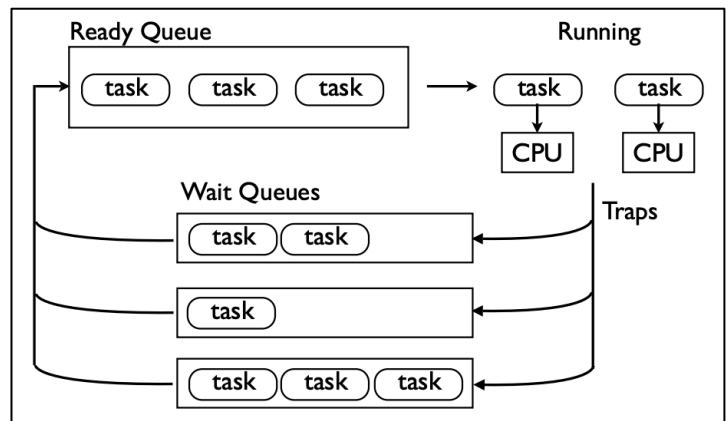 Ready Queue Running
task task task task task
CPU CPU
Wait Queues
Traps
task task
task
task task task